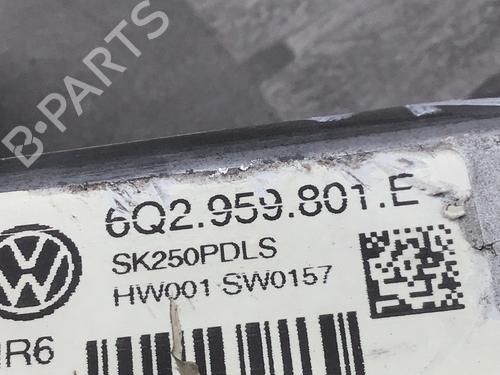 B-PARTS
6Q2.959.801.E
SK250PDLS
HW001 SW0157
R6